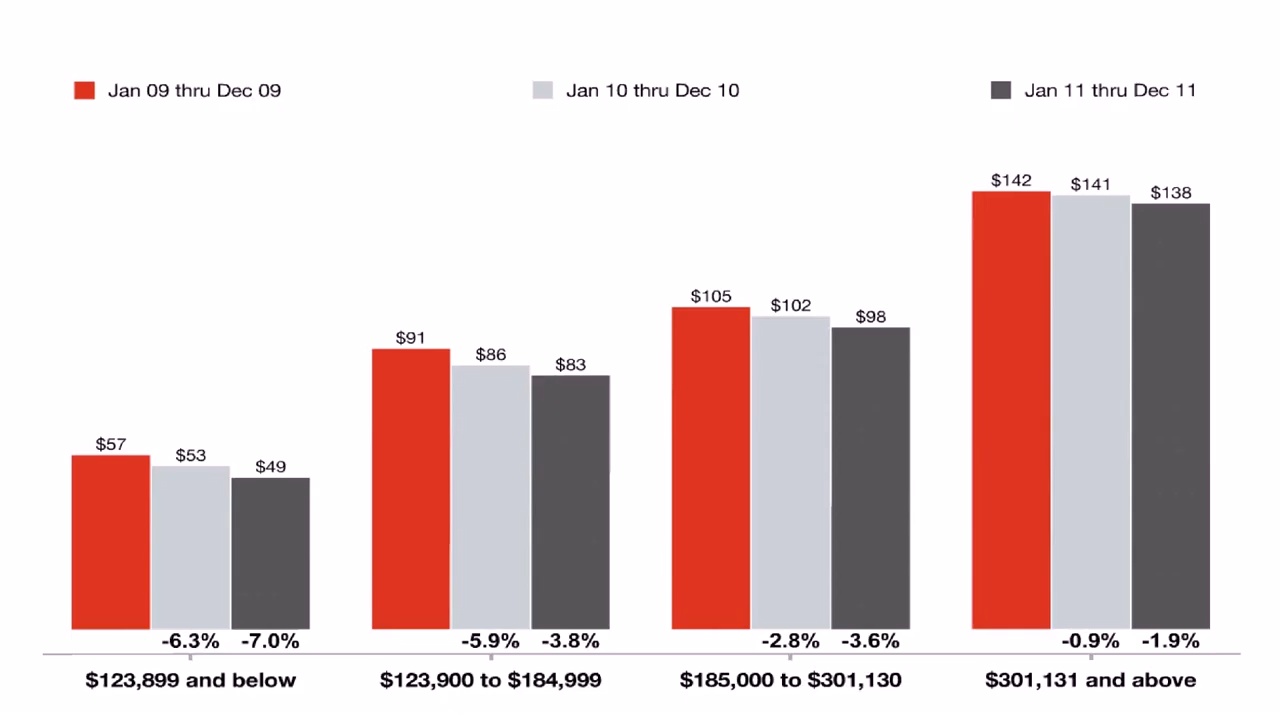 Jan 09 thru Dec 09
Jan 10 thru Dec 10
Jan 11 thru Dec 11
$57
$53
$49
$91
$86
$83
$105
$102
$98
$142
$141
$138
-6.3% -7.0%
-5.9% -3.8%
-2.8% -3.6%
-0.9% -1.9%
$123,899 and below
$123,900 to $184,999
$185,000 to $301,130
$301,131 and above